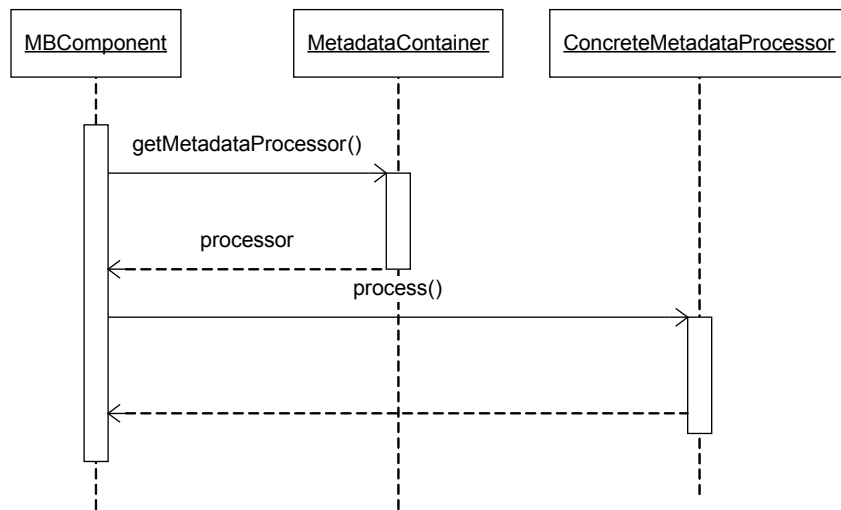 MBComponent
MetadataContainer
ConcreteMetadataProcessor
getMetadataProcessor()
processor
process()